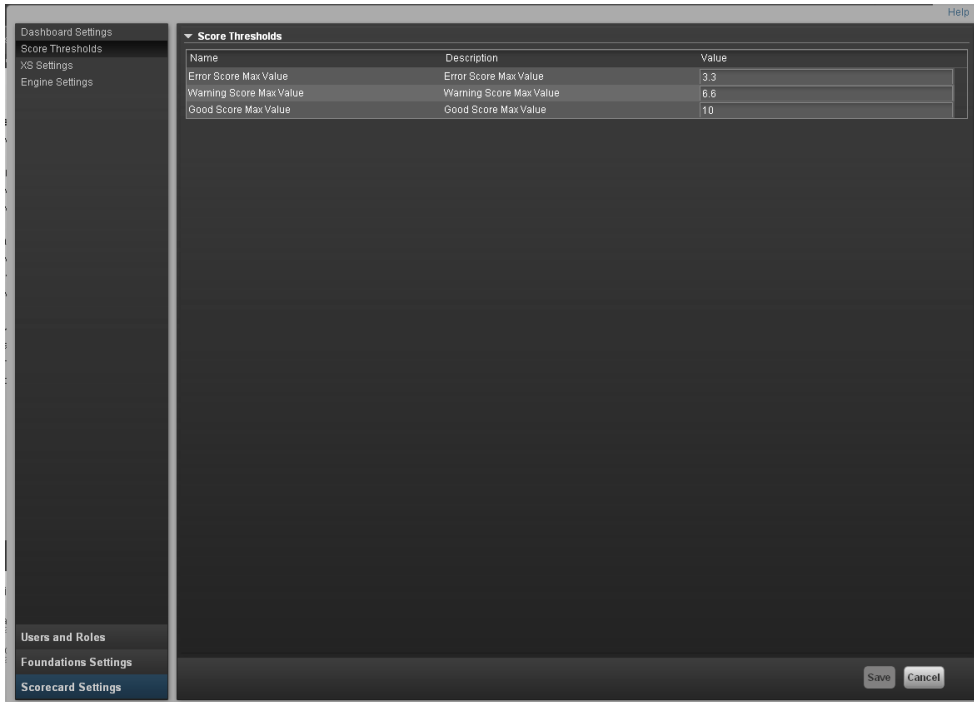 Help
Dashboard Settings
Score Thresholds
XS Settings
Engine Settings
Users and Roles
Foundations Settings
Scorecard Settings
Score Thresholds
Name Description Value
Error Score Max Value Error Score Max Value 3.3
Warning Score Max Value Warning Score Max Value 6.6
Good Score Max Value Good Score Max Value 10
Save Cancel